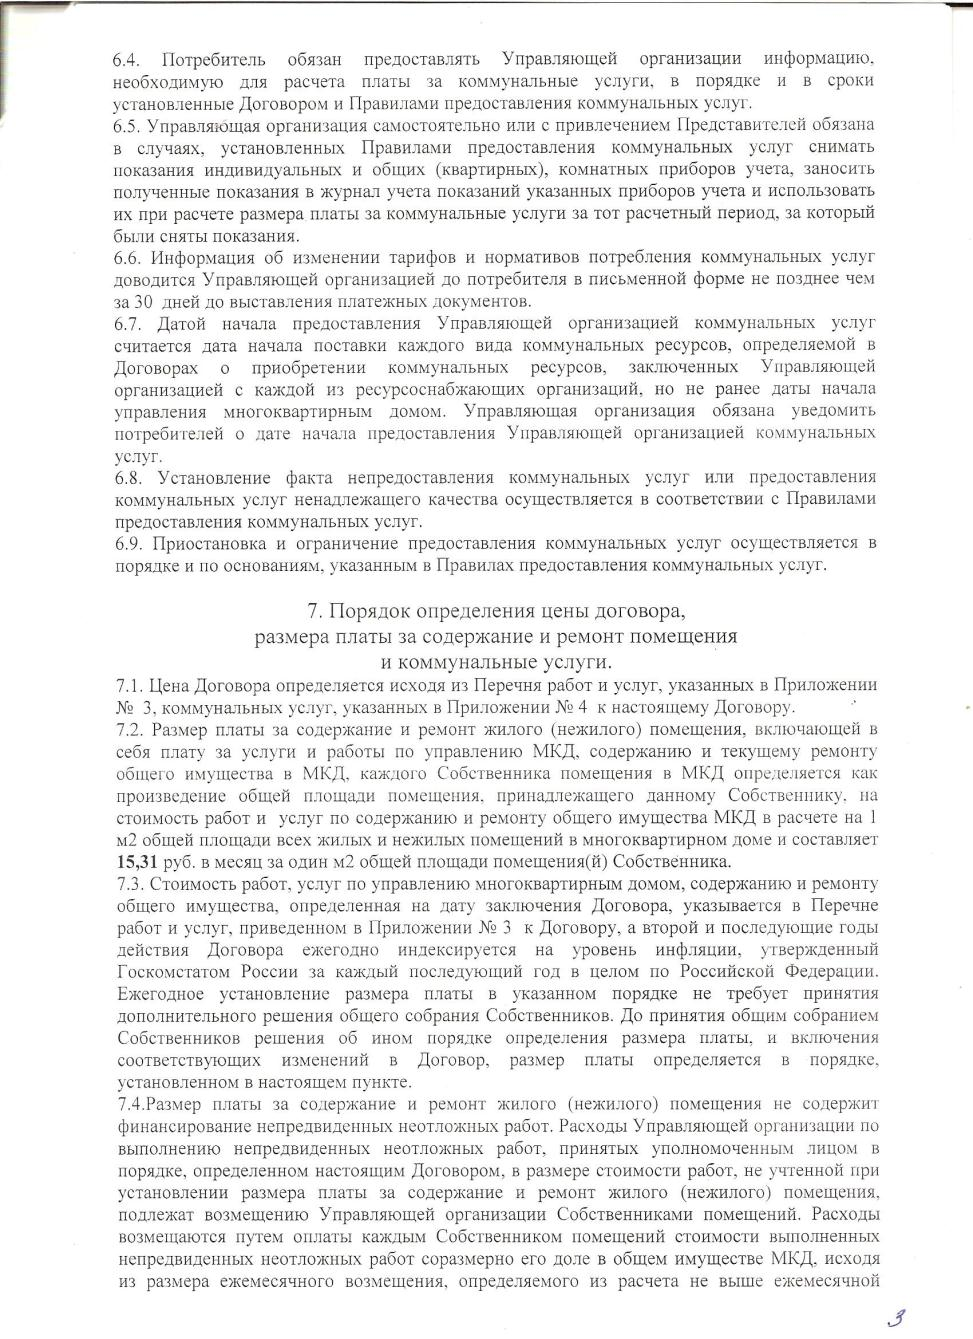 6.4. Потребитель обязан предоставлять Управляющей организации информацию,
необходимую для расчета платы за коммунальные услуги, в порядке и в сроки
установленные Договором и Правилами предоставления коммунальных услуг.
6.5. Управляющая организация самостоятельно или с привлечением Представителей обязана
в случаях, установленных Правилами предоставления коммунальных услуг снимать
показания индивидуальных и общих (квартирных), комнатных приборов учета, заносить
полученные показания в журнал учета показаний указанных приборов учета и использовать
их при расчете размера платы за коммунальные услуги за тот расчетный период, за который
были сняты показания.
6.6. Информация об изменении тарифов и нормативов потребления коммунальных услуг
доводится Управляющей организацией до потребителя в письменной форме не позднее чем
за 30 дней до выставления платежных документов.
6.7. Датой начала предоставления Управляющей организацией коммунальных услуг
считается дата начала поставки каждого вида коммунальных ресурсов, определяемой в
Договорах о приобретении коммунальных ресурсов, заключенных Управляющей
организацией с каждой из ресурсоснабжающих организаций, но не ранее даты начала
управления многоквартирным домом. Управляющая организация обязана уведомить
потребителей о дате начала предоставления Управляющей организацией коммунальных
услуг.
6.8. Установление факта непредоставления коммунальных услуг или предоставления
коммунальных услуг ненадлежащего качества осуществляется в соответствии с Правилами
предоставления коммунальных услуг.
6.9. Приостановка и ограничение предоставления коммунальных услуг осуществляется в
порядке и по основаниям, указанным в Правилах предоставления коммунальных услуг.
7. Порядок определения цены договора,
размера платы за содержание и ремонт помещения
и коммунальные услуги.
7.1. Цена Договора определяется исходя из Перечня работ и услуг, указанных в Приложении
№ 3, коммунальных услуг, указанных в Приложении № 4 к настоящему Договору.
7.2. Размер платы за содержание и ремонт жилого (нежилого) помещения, включающей в
себя плату за услуги и работы по управлению МКД, содержанию и текущему ремонту
общего имущества в МКД, каждого Собственника помещения в МКД определяется как
произведение общей площади помещения, принадлежащего данному Собственнику, на
стоимость работ и услуг по содержанию и ремонту общего имущества МКД в расчете на 1
м2 общей площади всех жилых и нежилых помещений в многоквартирном доме и составляет
15,31 руб. в месяц за один м2 общей площади помещения(й) Собственника.
7.3. Стоимость работ, услуг по управлению многоквартирным домом, содержанию и ремонту
общего имущества, определенная на дату заключения Договора, указывается в Перечне
работ и услуг, приведенном в Приложении № 3 к Договору, а второй и последующие годы
действия Договора ежегодно индексируется на уровень инфляции, утвержденный
Госкомстатом России за каждый последующий год в целом по Российской Федерации.
Ежегодное установление размера платы в указанном порядке не требует принятия
дополнительного решения общего собрания Собственников. До принятия общим собранием
Собственников решения об ином порядке определения размера платы, и включения
соответствующих изменений в Договор, размер платы определяется в порядке,
установленном в настоящем пункте.
7.4.Размер платы за содержание и ремонт жилого (нежилого) помещения не содержит
финансирование непредвиденных неотложных работ. Расходы Управляющей организации по
выполнению непредвиденных неотложных работ, принятых уполномоченным лицом в
порядке, определенном настоящим Договором, в размере стоимости работ, не учтенной при
установлении размера платы за содержание и ремонт жилого (нежилого) помещения,
подлежат возмещению Управляющей организации Собственниками помещений. Расходы
возмещаются путем оплаты каждым Собственником помещений стоимости выполненных
непредвиденных неотложных работ соразмерно его доле в общем имуществе МКД, исходя
из размера ежемесячного возмещения, определяемого из расчета не выше ежемесячной
3